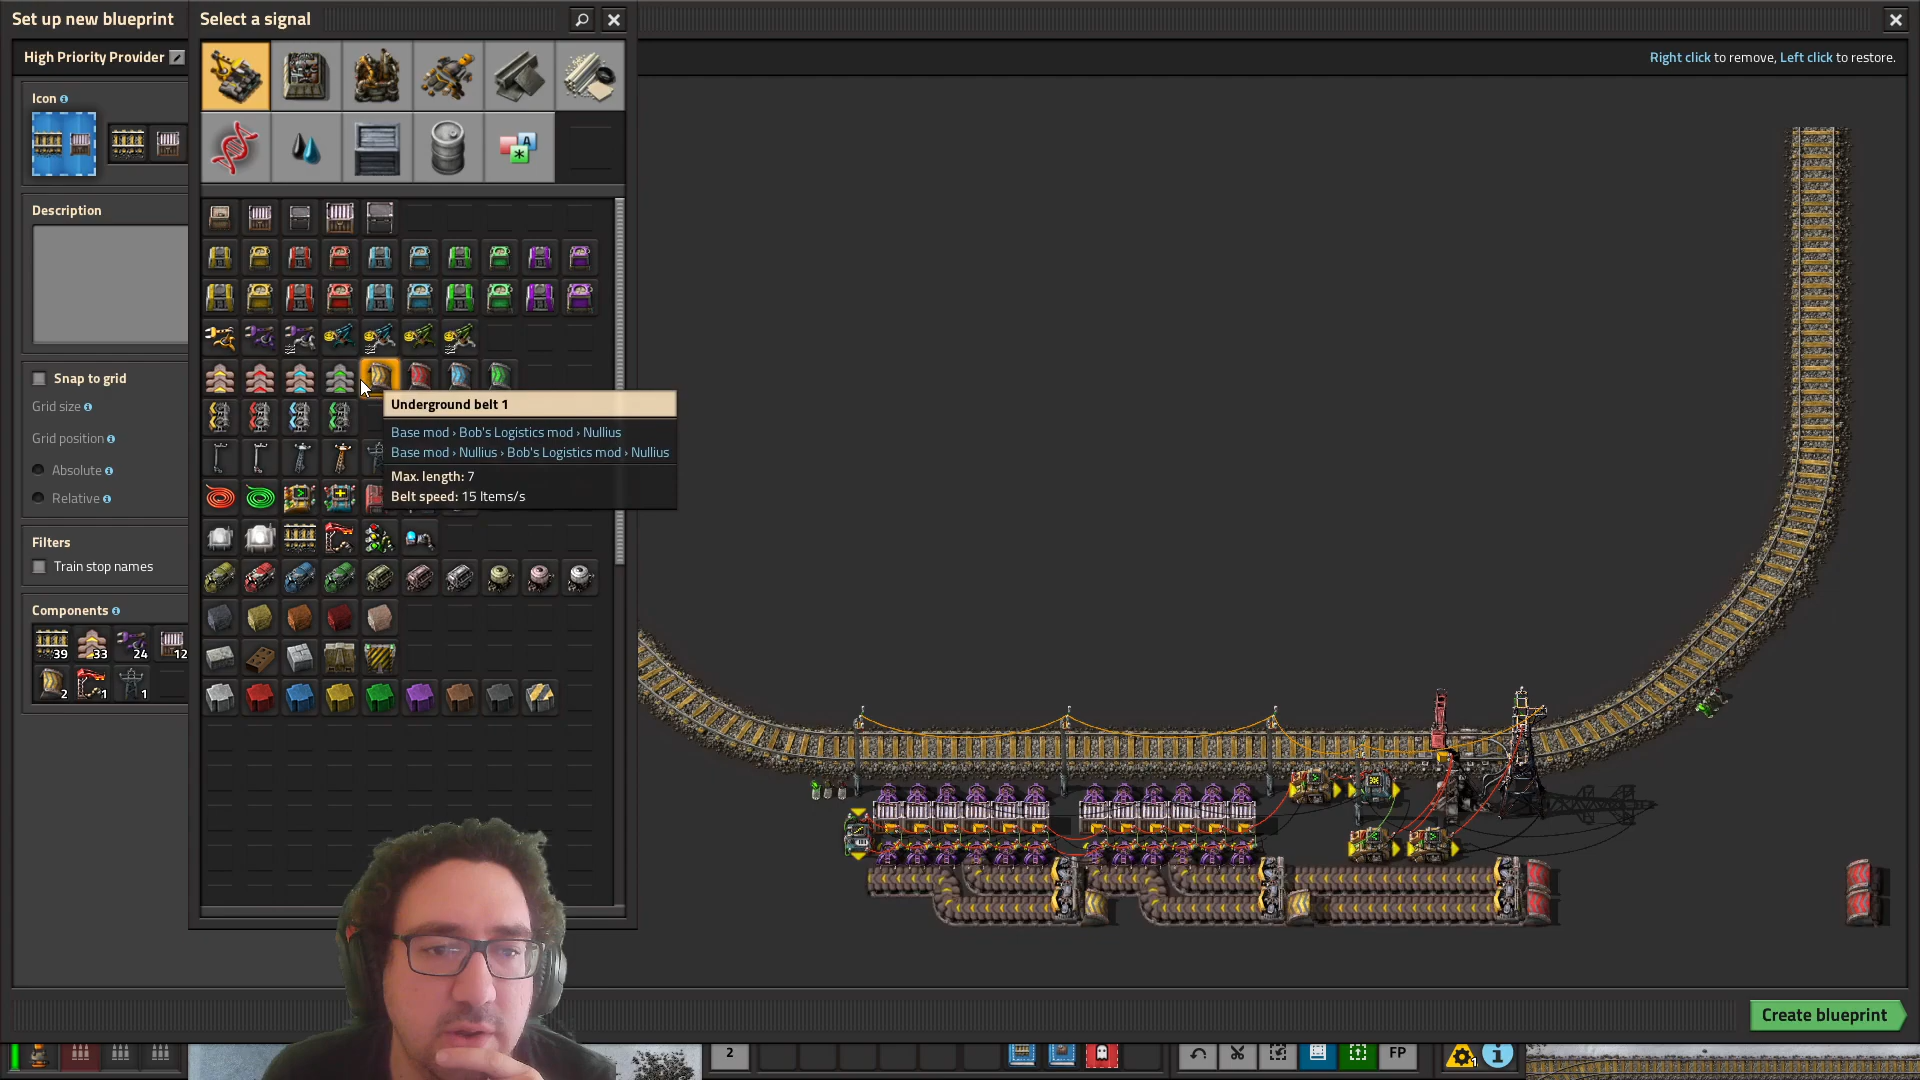 Set up new blueprint
Select a signal
High Priority Provider
Right click to remove, Left click to restore.
Icon
Description
Snap to grid
Grid size
Grid position
Absolute
Relative
Filters
Train stop names
Components
39
33
24
12
2
1
1
Underground belt 1
Base mod › Bob's Logistics mod › Nullius
Base mod › Nullius › Bob's Logistics mod › Nullius
Max. length: 7
Belt speed: 15 Items/s
Create blueprint
2
FP
1